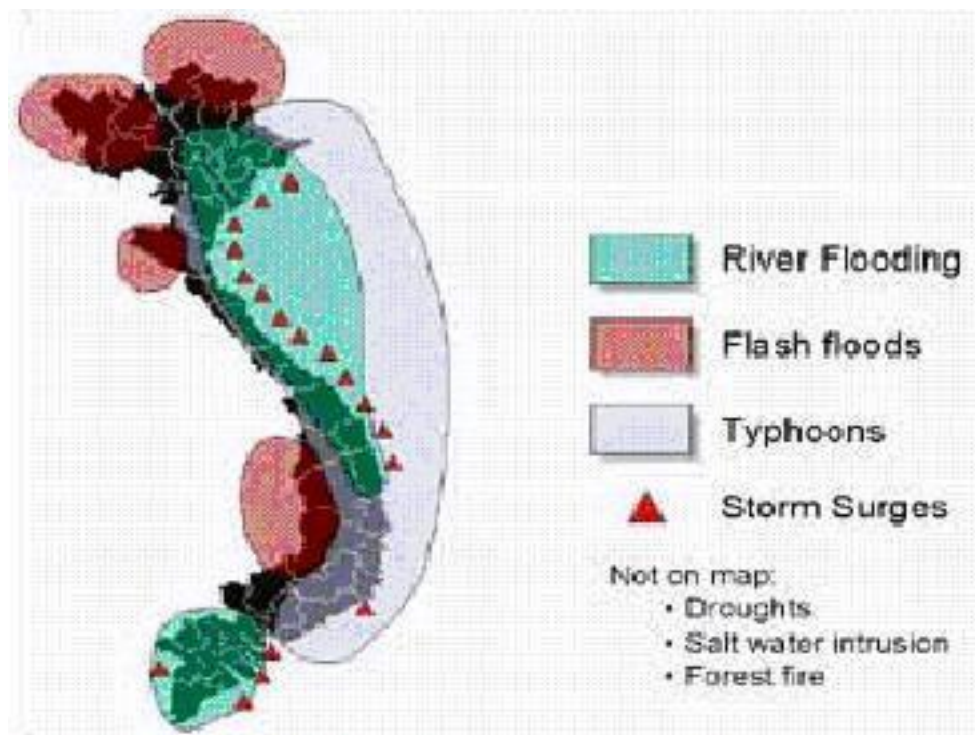 River Flooding
Flash floods
Typhoons
Storm Surges
Not on map:
• Droughts
• Salt water intrusion
• Forest fire